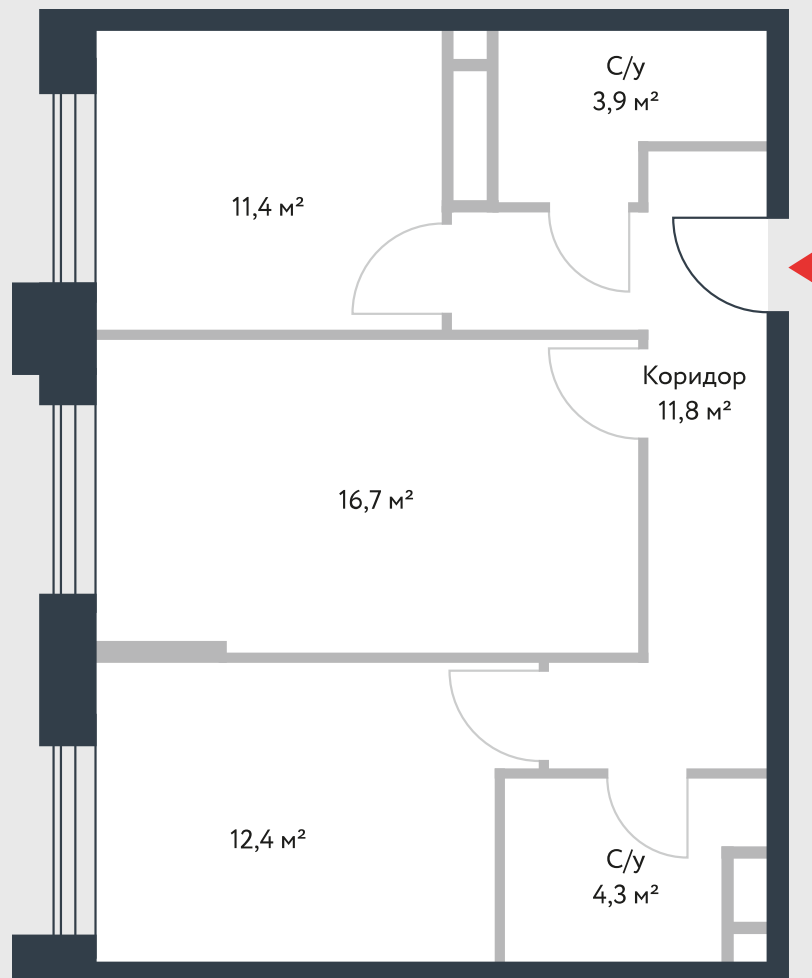 С/у
3,9 м²
11,4 м²
Коридор
11,8 м²
16,7 м²
12,4 м²
С/у
4,3 м²